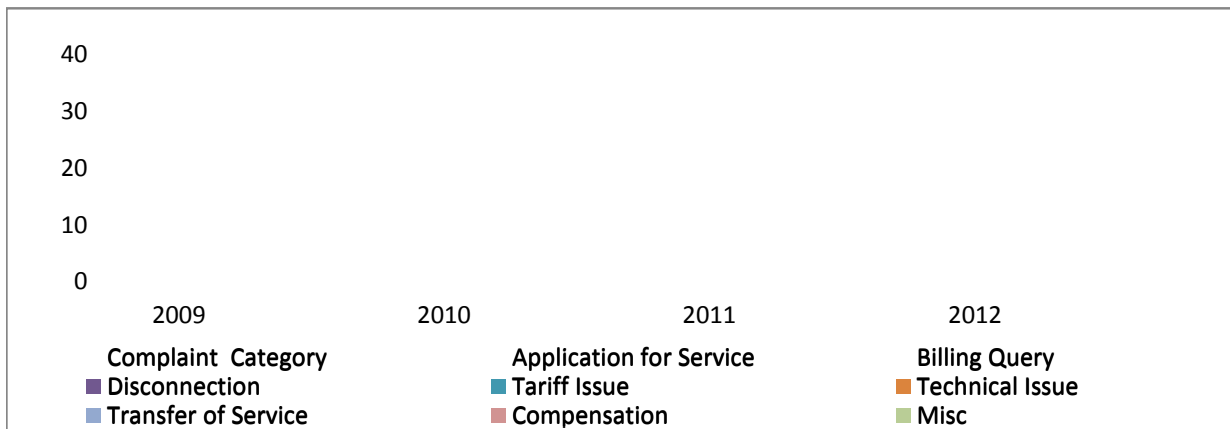 40
30
20
10
0
2009 2010 2011 2012
Complaint Category Application for Service Billing Query
Disconnection Tariff Issue Technical Issue
Transfer of Service Compensation Misc